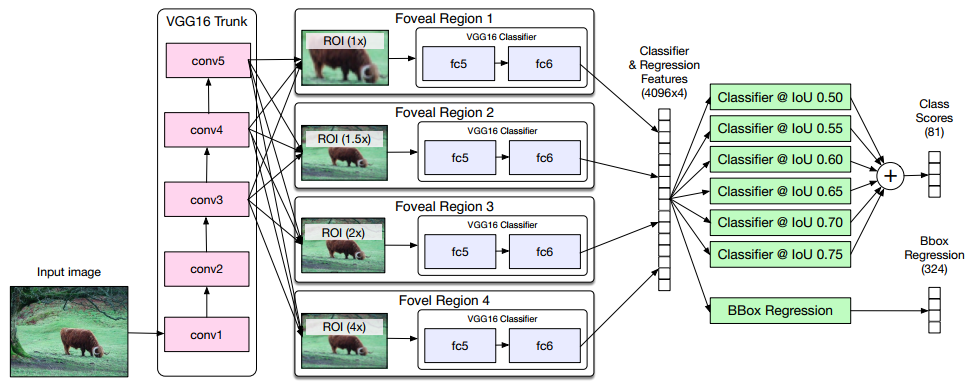 Input image
VGG16 Trunk
conv5
conv4
conv3
conv2
conv1
Foveal Region 1
ROI (1x)
VGG16 Classifier
fc5
fc6
Foveal Region 2
ROI (1.5x)
VGG16 Classifier
fc5
fc6
Foveal Region 3
ROI (2x)
VGG16 Classifier
fc5
fc6
Fovel Region 4
ROI (4x)
VGG16 Classifier
fc5
fc6
Classifier
& Regression
Features
(4096x4)
Classifier @ IoU 0.50
Classifier @ IoU 0.55
Classifier @ IoU 0.60
Classifier @ IoU 0.65
Classifier @ IoU 0.70
Classifier @ IoU 0.75
BBox Regression
+
Class
Scores
(81)
Bbox
Regression
(324)